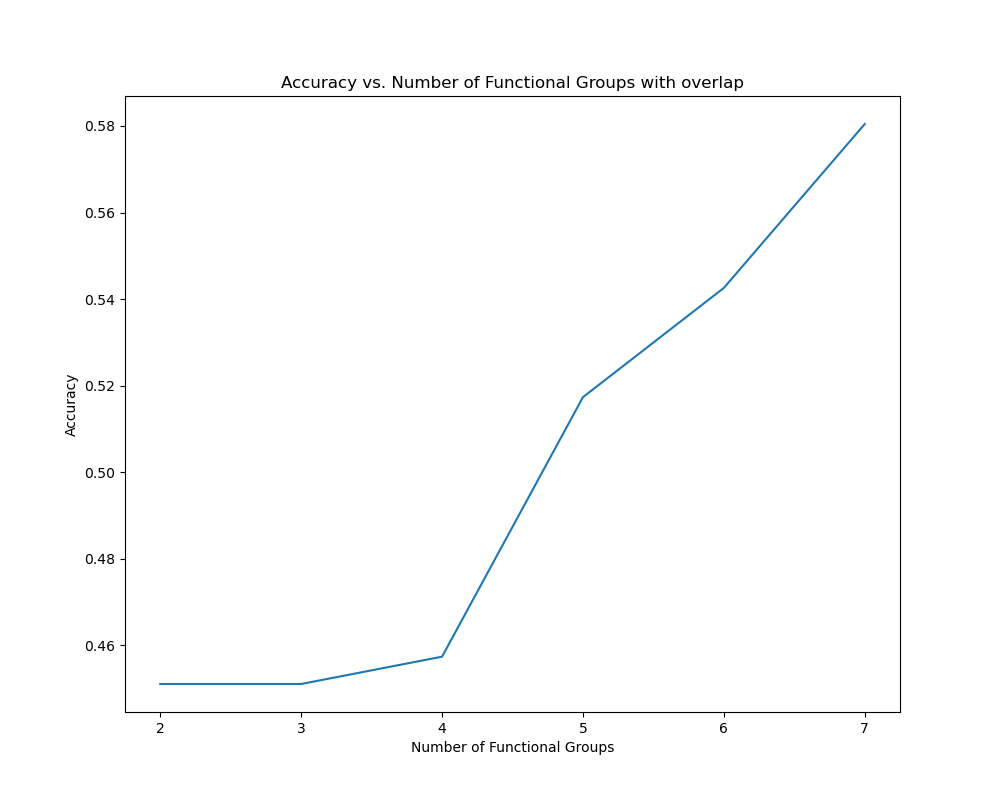 Accuracy vs. Number of Functional Groups with overlap
0.58
0.56
0.54
0.52
0.50
0.48
0.46
Accuracy
2 3 4 5 6 7
Number of Functional Groups